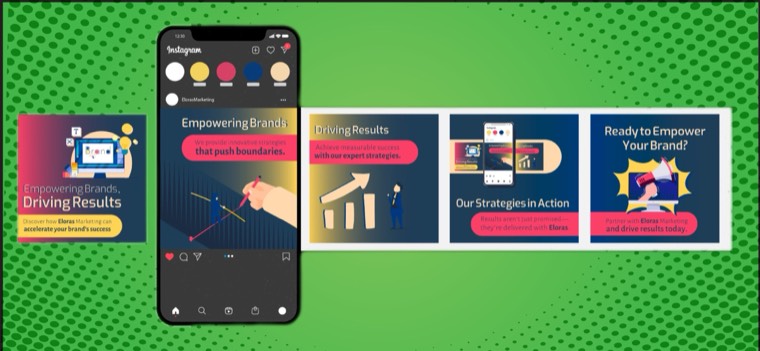 Empowering Brands,
Driving Results
Discover how Eloras Marketing can
accelerate your brand's success
12:30
Instagram
ElorasMarketing
Empowering Brands
We provide innovative strategies
that push boundaries.
Driving Results
Achieve measurable success
with our expert strategies.
Our Strategies in Action
Results aren't just promised—
they're delivered with Eloras
Ready to Empower
Your Brand?
Partner with Eloras Marketing
and drive results today.